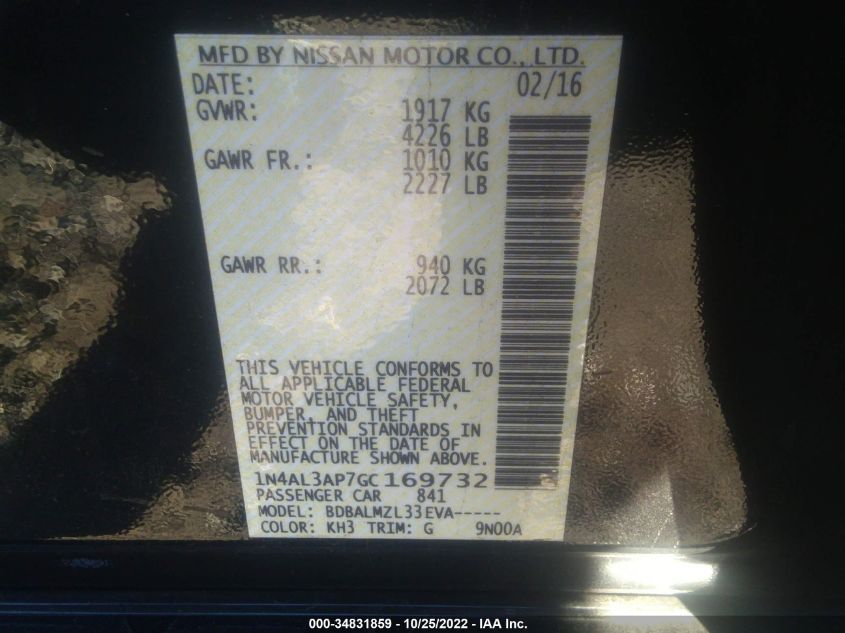 MFD BY NISSAN MOTOR CO., LTD.
DATE: 02/16
GVWR: 1917 KG
4226 LB
GAWR FR.: 1010 KG
2227 LB
GAWR RR.: 940 KG
2072 LB
THIS VEHICLE CONFORMS TO
ALL APPLICABLE FEDERAL
MOTOR VEHICLE SAFETY,
BUMPER, AND THEFT
PREVENTION STANDARDS IN
EFFECT ON THE DATE OF
MANUFACTURE SHOWN ABOVE.
1N4AL3AP7GC169732
PASSENGER CAR 841
MODEL: BDBALMZL33EVA-----
COLOR: KH3 TRIM: G 9N00A
000-34831859 - 10/25/2022 - IAA Inc.